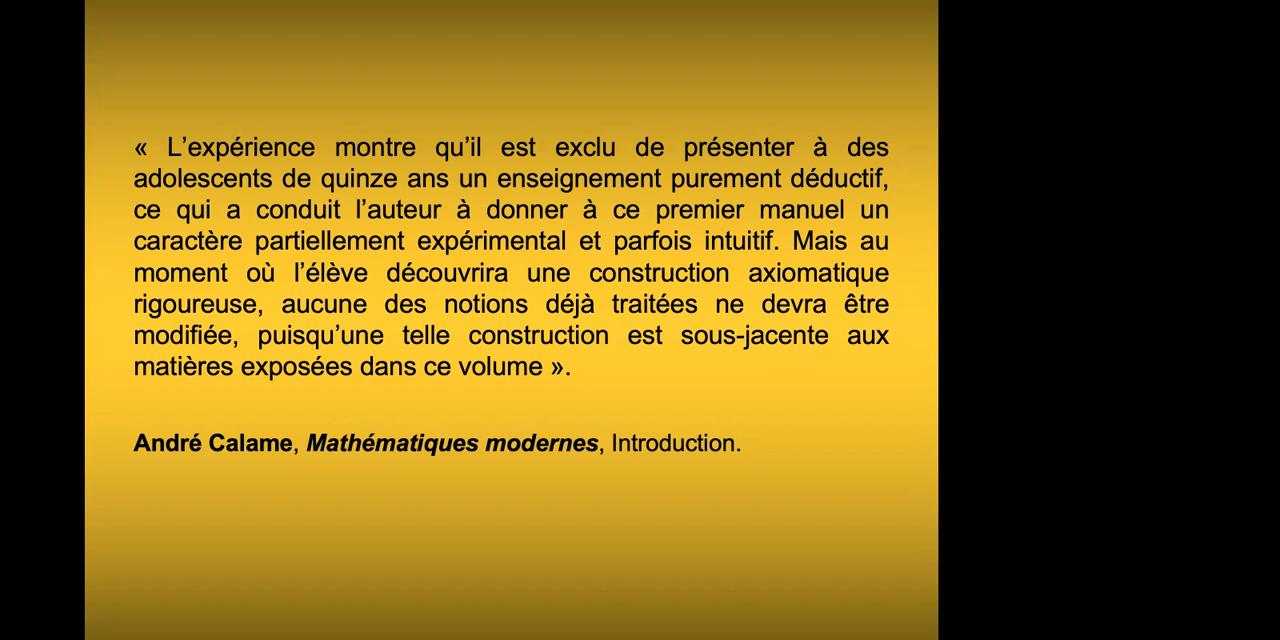 « L’expérience montre qu’il est exclu de présenter à des
adolescents de quinze ans un enseignement purement déductif,
ce qui a conduit l’auteur à donner à ce premier manuel un
caractère partiellement expérimental et parfois intuitif. Mais au
moment où l’élève découvrira une construction axiomatique
rigoureuse, aucune des notions déjà traitées ne devra être
modifiée, puisqu’une telle construction est sous-jacente aux
matières exposées dans ce volume ».
André Calame, Mathématiques modernes, Introduction.